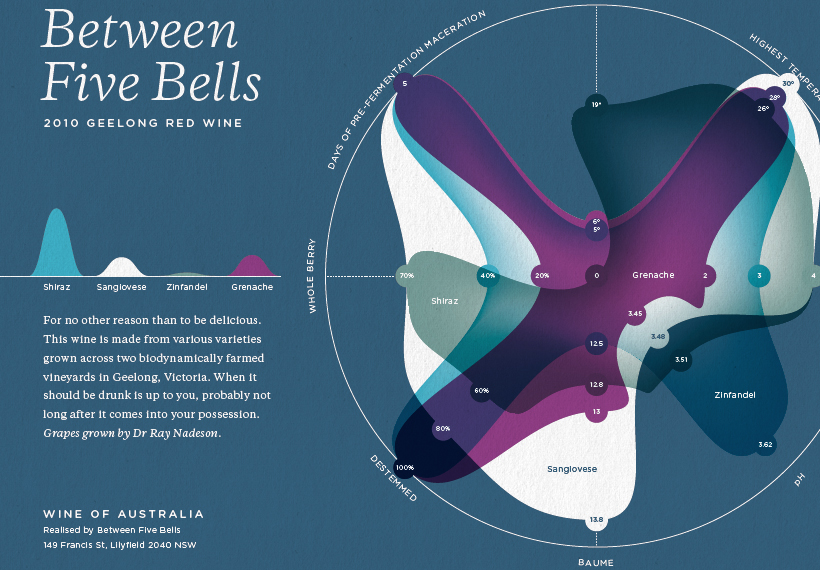 Between
Five Bells
2010 GEELONG RED WINE
Shiraz
Sangiovese
Zinfandel
Grenache
For no other reason than to be delicious.
This wine is made from various varieties
grown across two biodynamically farmed
vineyards in Geelong, Victoria. When it
should be drunk is up to you, probably not
long after it comes into your possession.
Grapes grown by Dr Ray Nadeson.
WINE OF AUSTRALIA
Realised by Between Five Bells
149 Francis St, Lilyfield 2040 NSW
DAYS OF PRE-FERMENTATION MACERATION
5
19°
HIGHEST TEMPERA
30°
28°
26°
6°
5°
WHOLE BERRY
70%
40%
20%
0
Grenache
2
3
4
Shiraz
3.45
3.48
3.51
12.5
12.8
13
60%
80%
100%
DESTEMMED
Zinfandel
3.62
pH
Sangiovese
13.8
BAUME